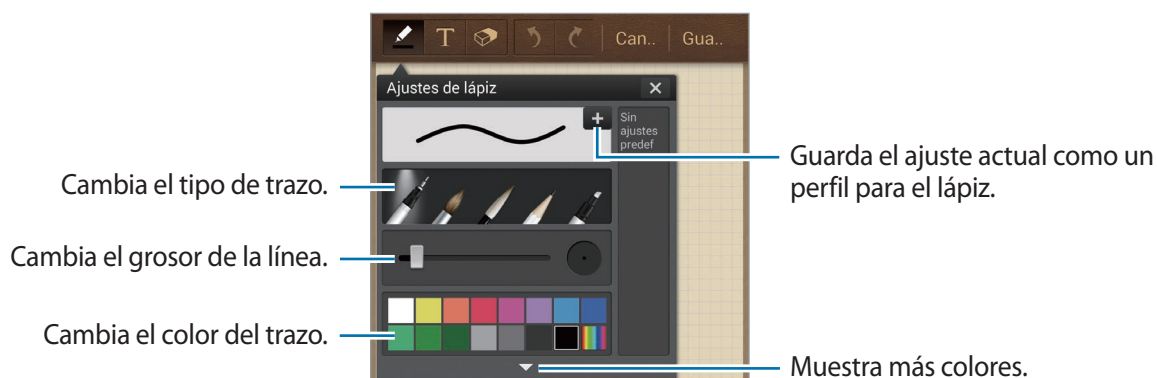 T Can.. Gua..
Ajustes de lápiz
Sin
ajustes
predef
Guarda el ajuste actual como un
perfil para el lápiz.
Cambia el tipo de trazo.
Cambia el grosor de la línea.
Cambia el color del trazo.
Muestra más colores.